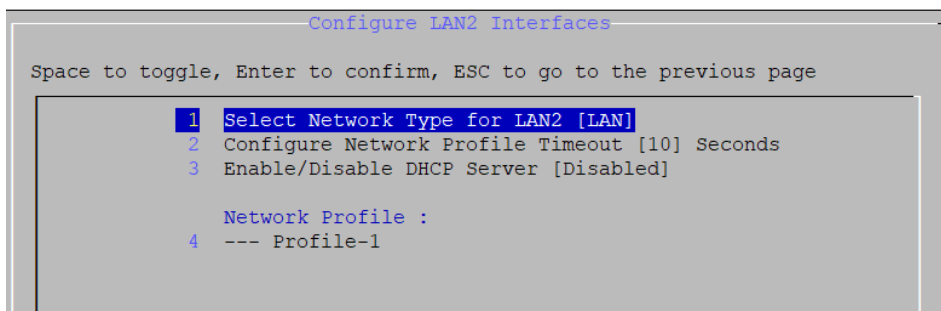 Configure LAN2 Interfaces
Space to toggle, Enter to confirm, ESC to go to the previous page
1 Select Network Type for LAN2 [LAN]
2 Configure Network Profile Timeout [10] Seconds
3 Enable/Disable DHCP Server [Disabled]
Network Profile :
4 --- Profile-1